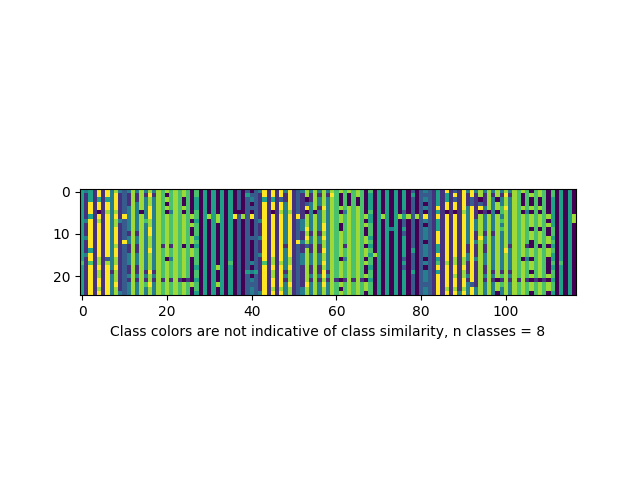 0
10
20
0 20 40 60 80 100
Class colors are not indicative of class similarity, n classes = 8